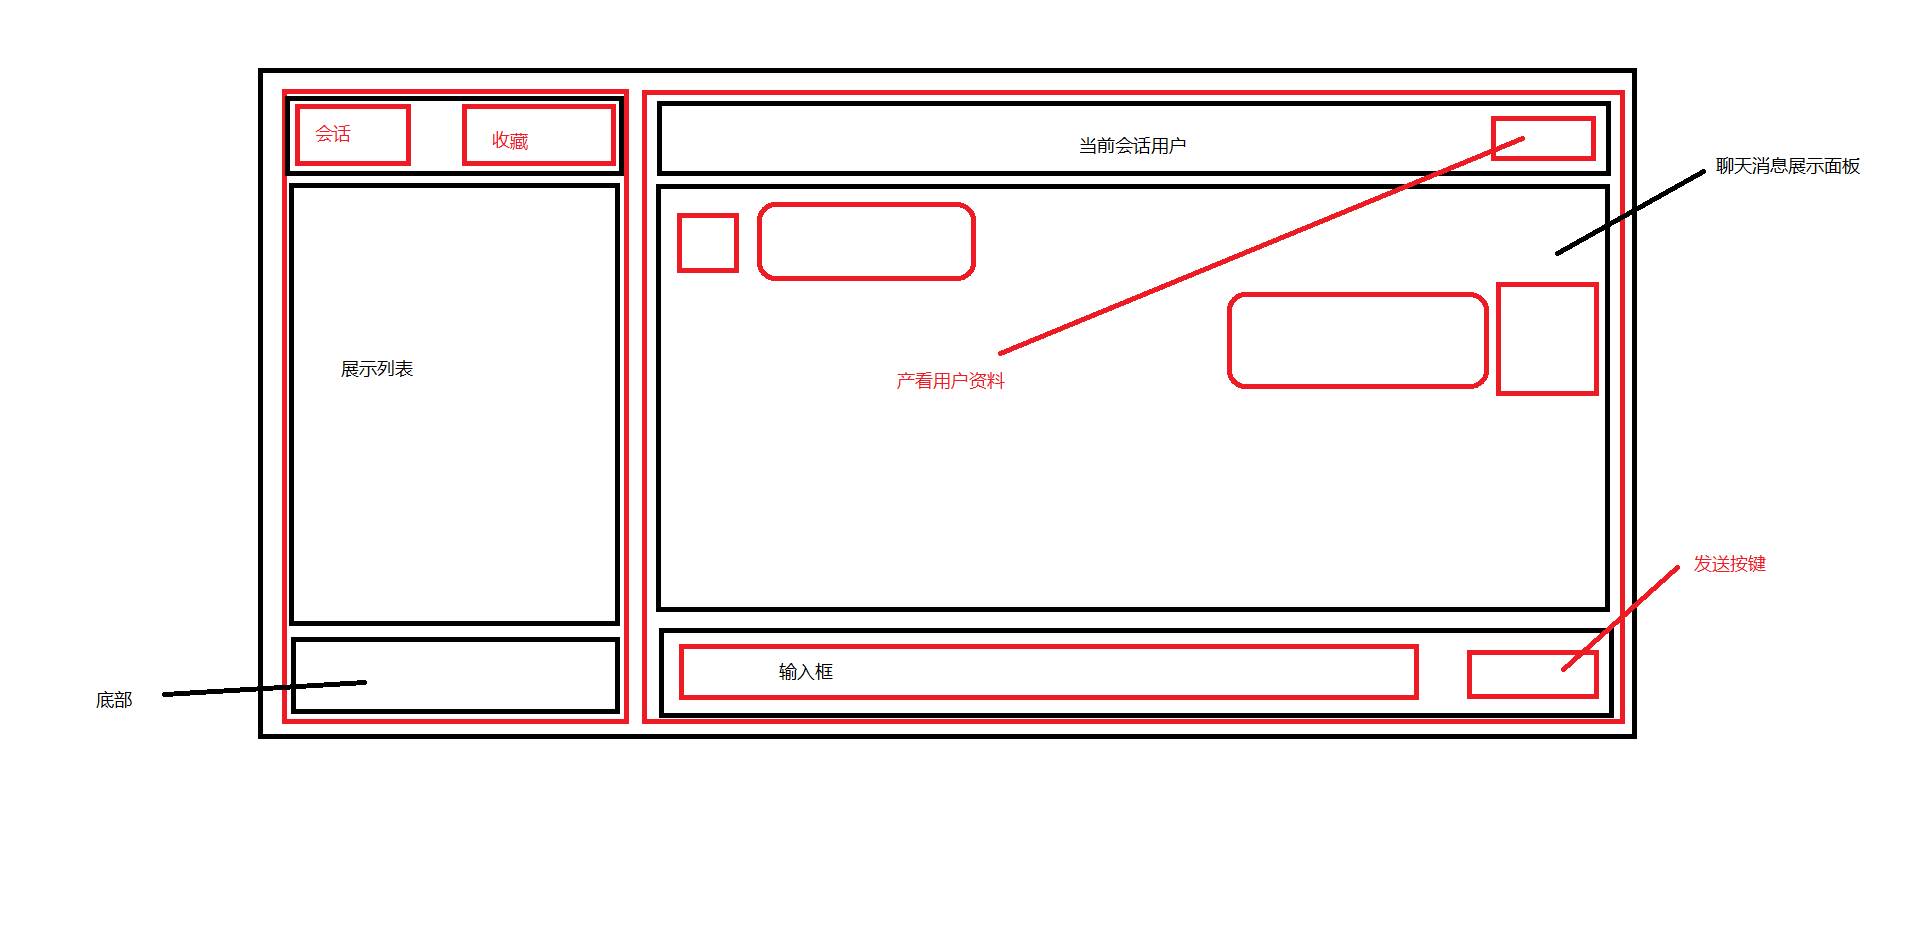 会话
收藏
当前会话用户
聊天消息展示面板
展示列表
产看用户资料
发送按键
输入框
底部